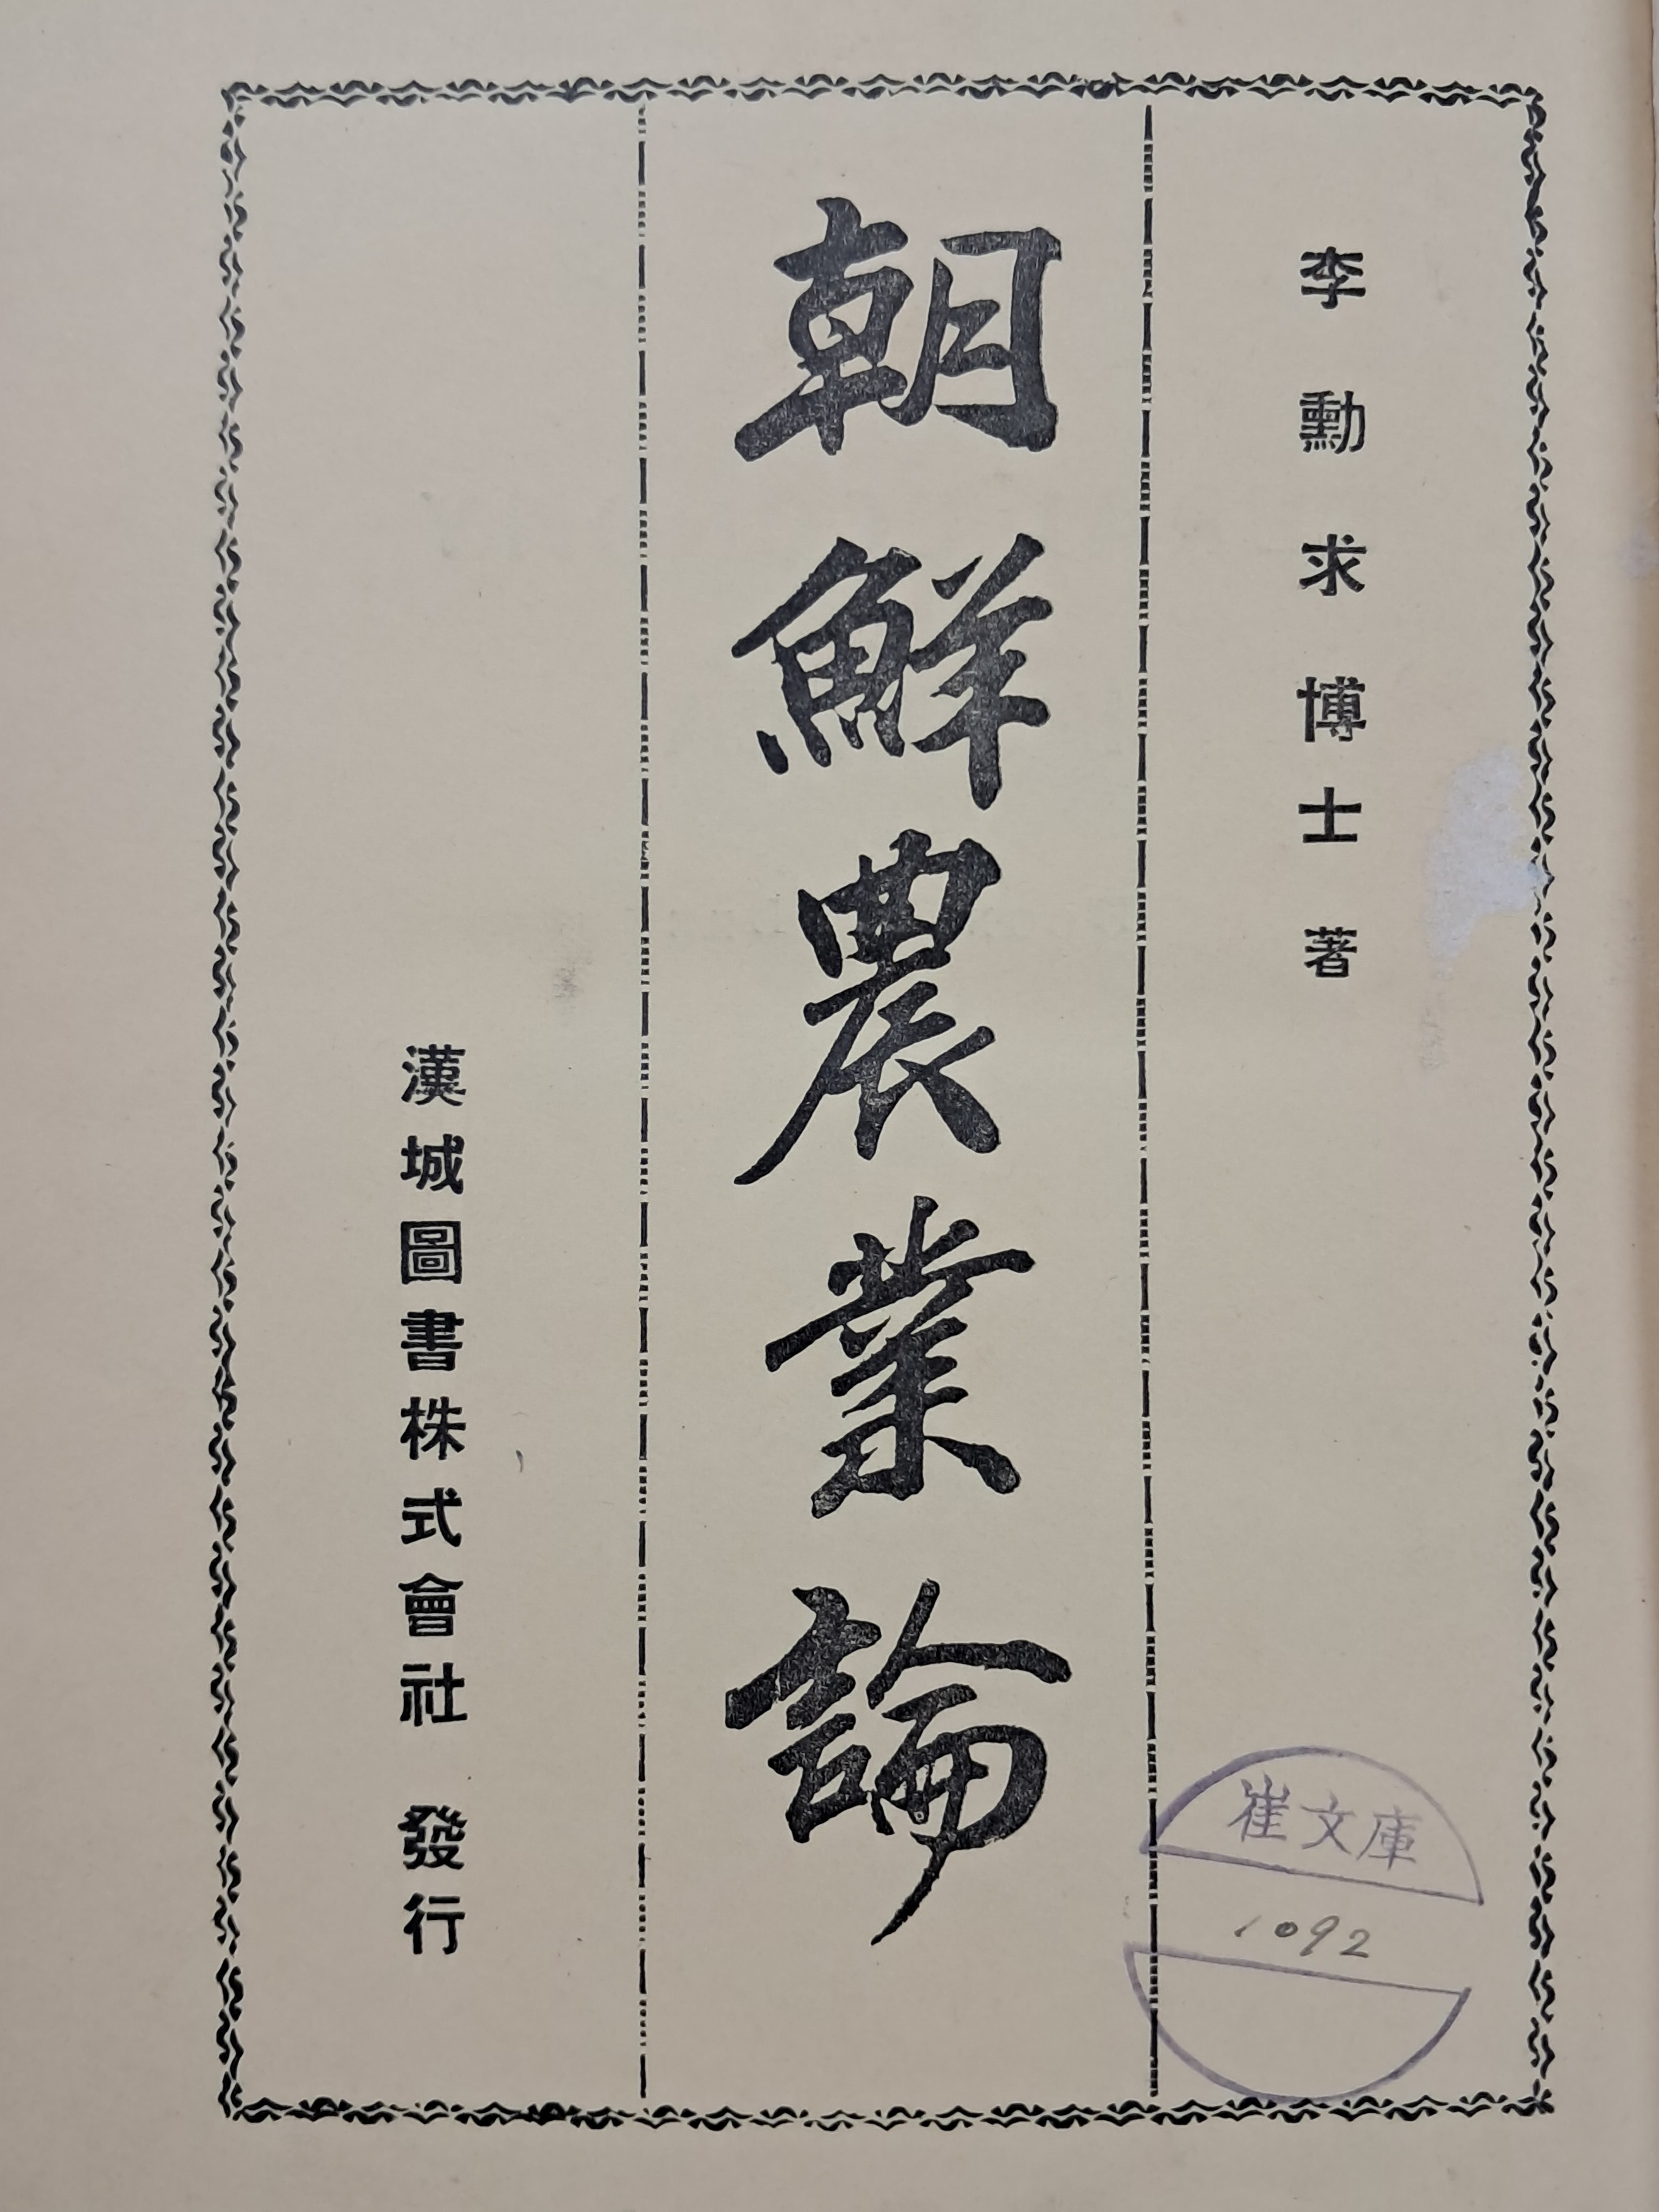 李勳求博士著
朝鮮農業論
漢城圖書株式會社 發行
崔文庫
1092